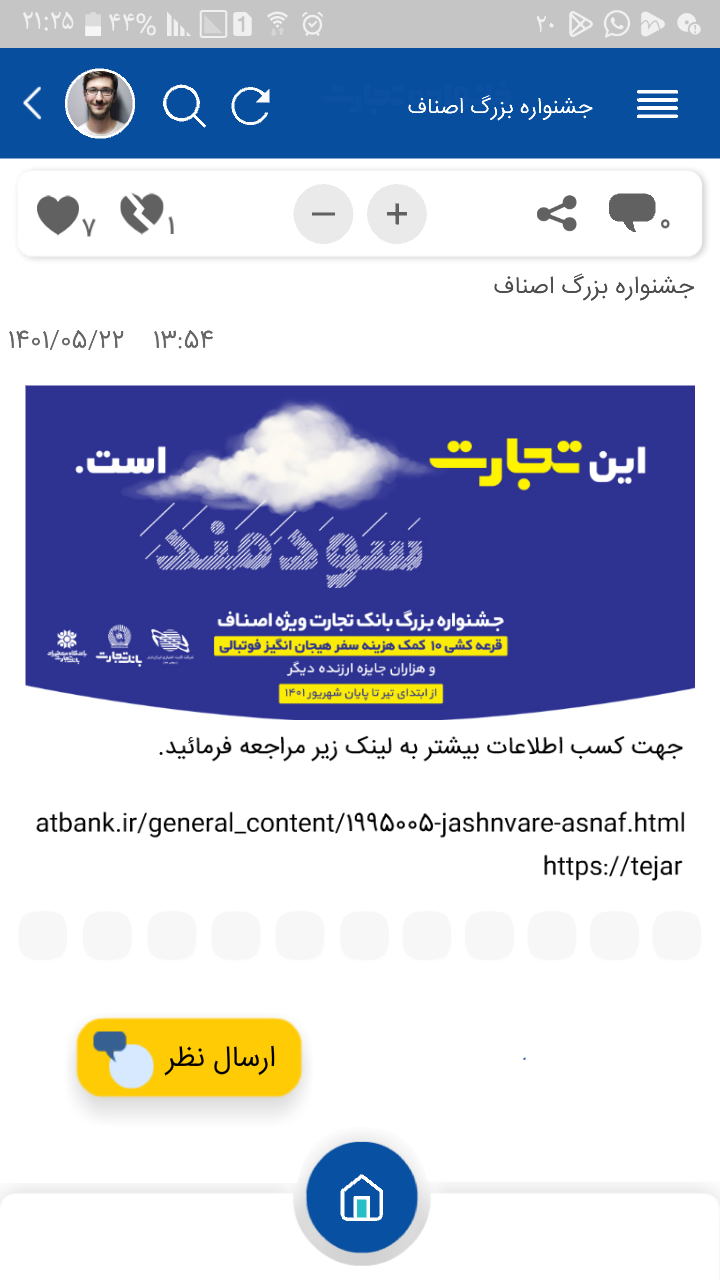 ۲۱:۲۵ ۴۴% 1 ۲۰
جشنواره بزرگ اصناف
۷ ۱ − + ۰
جشنواره بزرگ اصناف
۱۴۰۱/۰۵/۲۲ ۱۳:۵۴
این تجارت است.
سودمند
جشنواره بزرگ بانک تجارت ویژه اصناف
قرعه کشی ۱۰ کمک هزینه سفر هیجان انگیز فوتبالی
و هزاران جایزه ارزنده دیگر
از ابتدای تیر تا پایان شهریور ۱۴۰۱
بانک تجارت
جهت کسب اطلاعات بیشتر به لینک زیر مراجعه فرمائید.
atbank.ir/general_content/۱۹۹۵۰۰۵-jashnvare-asnaf.html
https://tejar
ارسال نظر